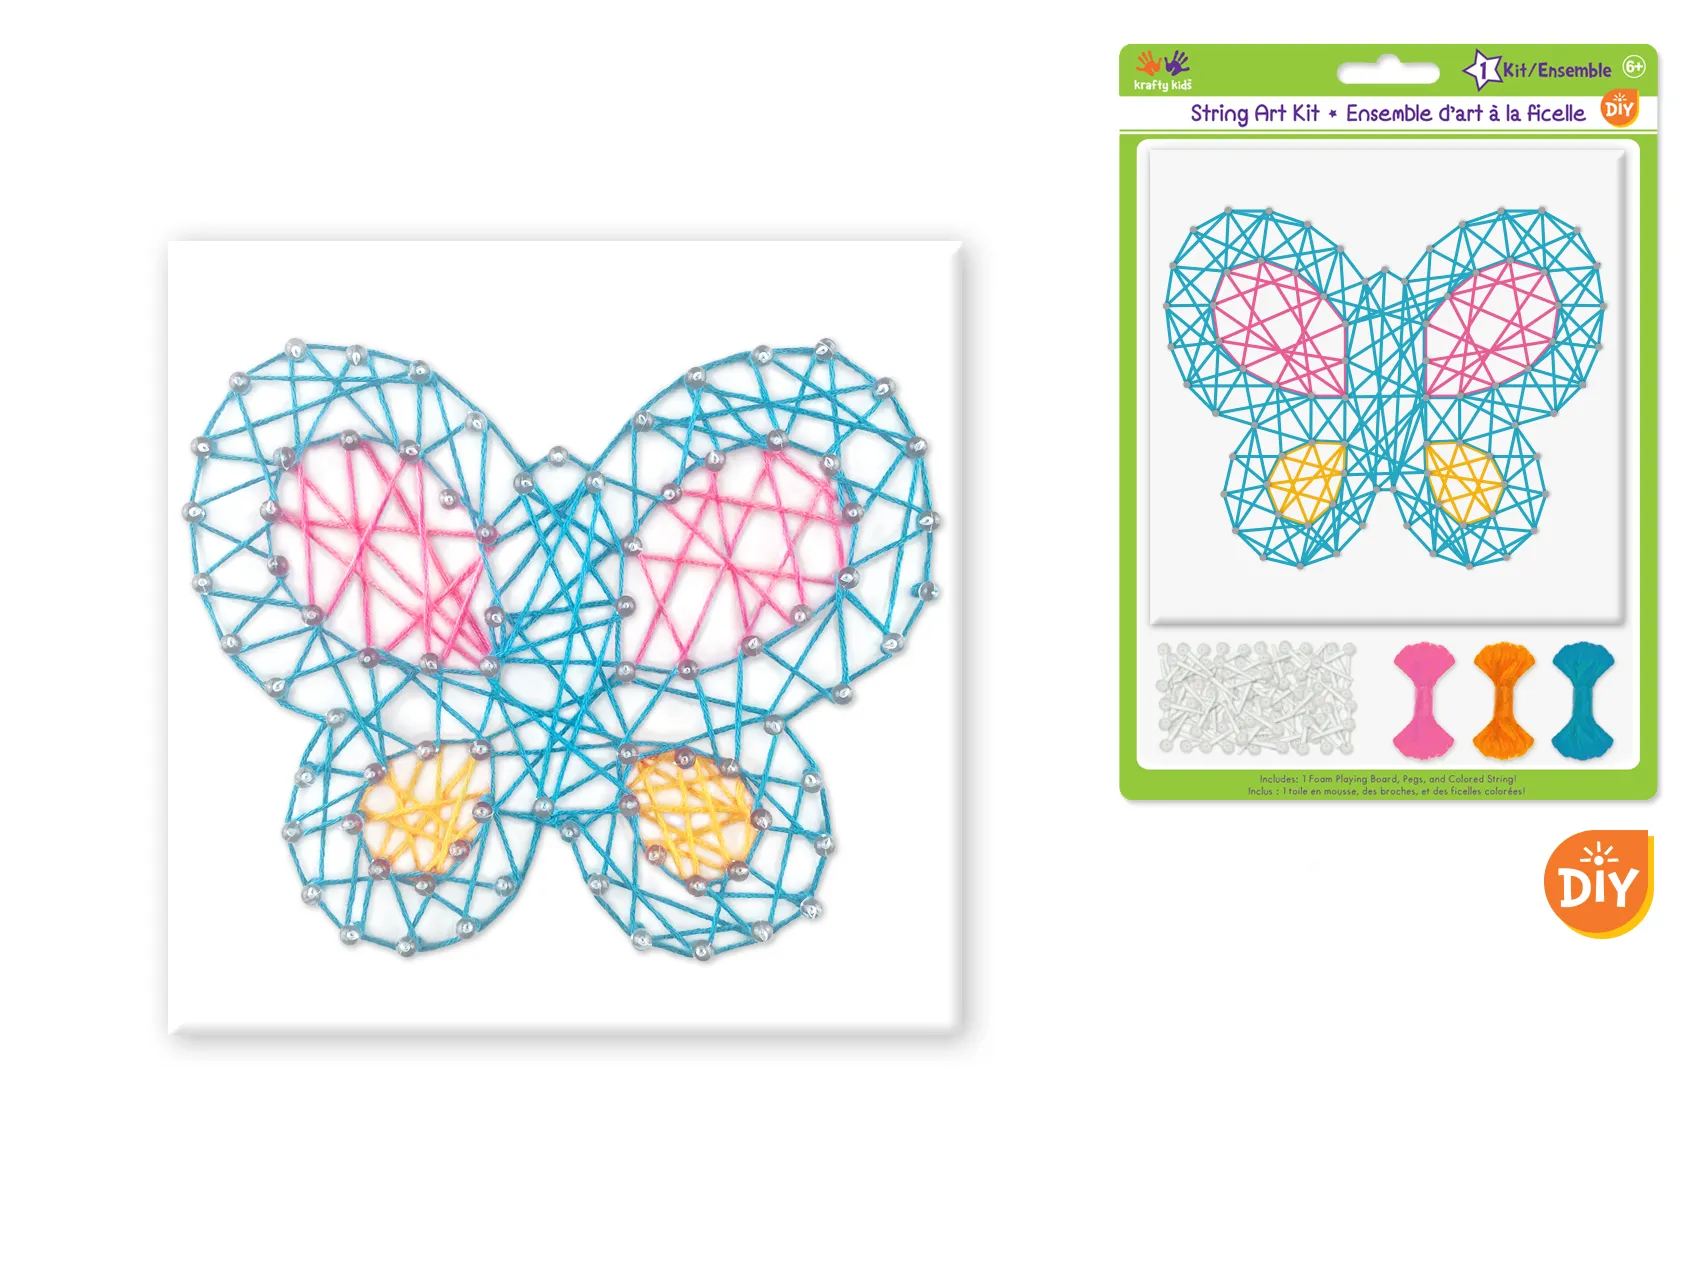 krafty kids
1 Kit/Ensemble
6+
String Art Kit ★ Ensemble d'art à la ficelle
DIY
Includes: 1 Foam Playing Board, Pegs, and Colored String!
Inclus : 1 toile en mousse, des broches, et des ficelles colorées!
DIY